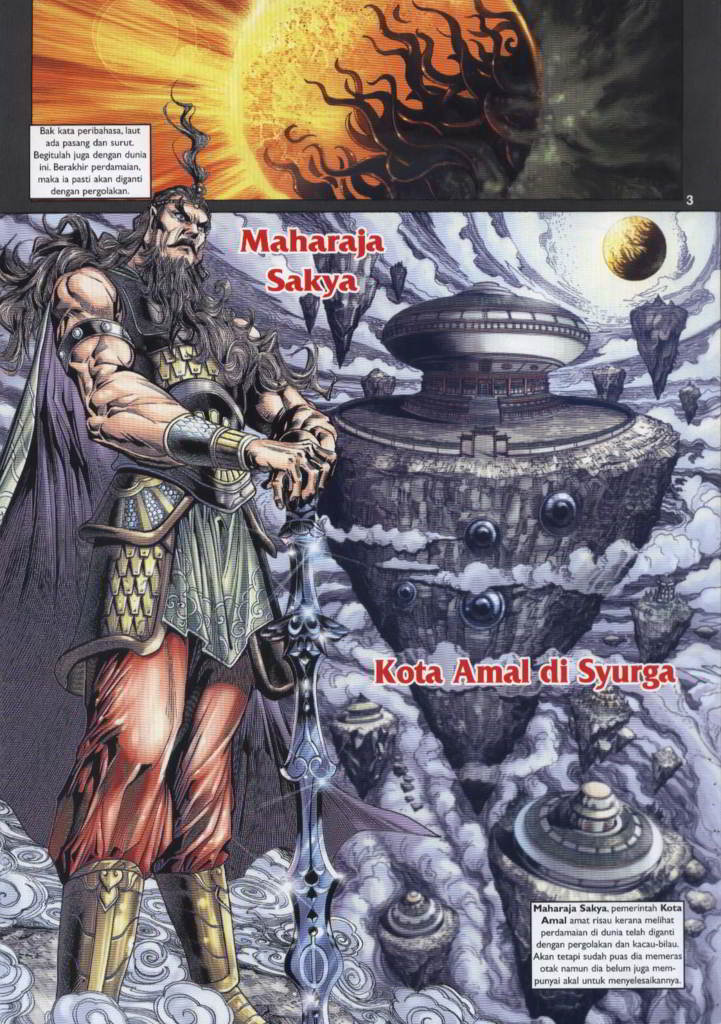 Bak kata peribahasa, laut
ada pasang dan surut.
Begitulah juga dengan dunia
ini. Berakhir perdamaian,
maka ia pasti akan diganti
dengan pergolakan.
3
Maharaja
Sakya
Kota Amal di Syurga
Maharaja Sakya, pemerintah Kota
Amal amat risau kerana melihat
perdamaian di dunia telah diganti
dengan pergolakan dan kacau-bilau.
Akan tetapi sudah puas dia memeras
otak namun dia belum juga mem-
punyai akal untuk menyelesaikannya.